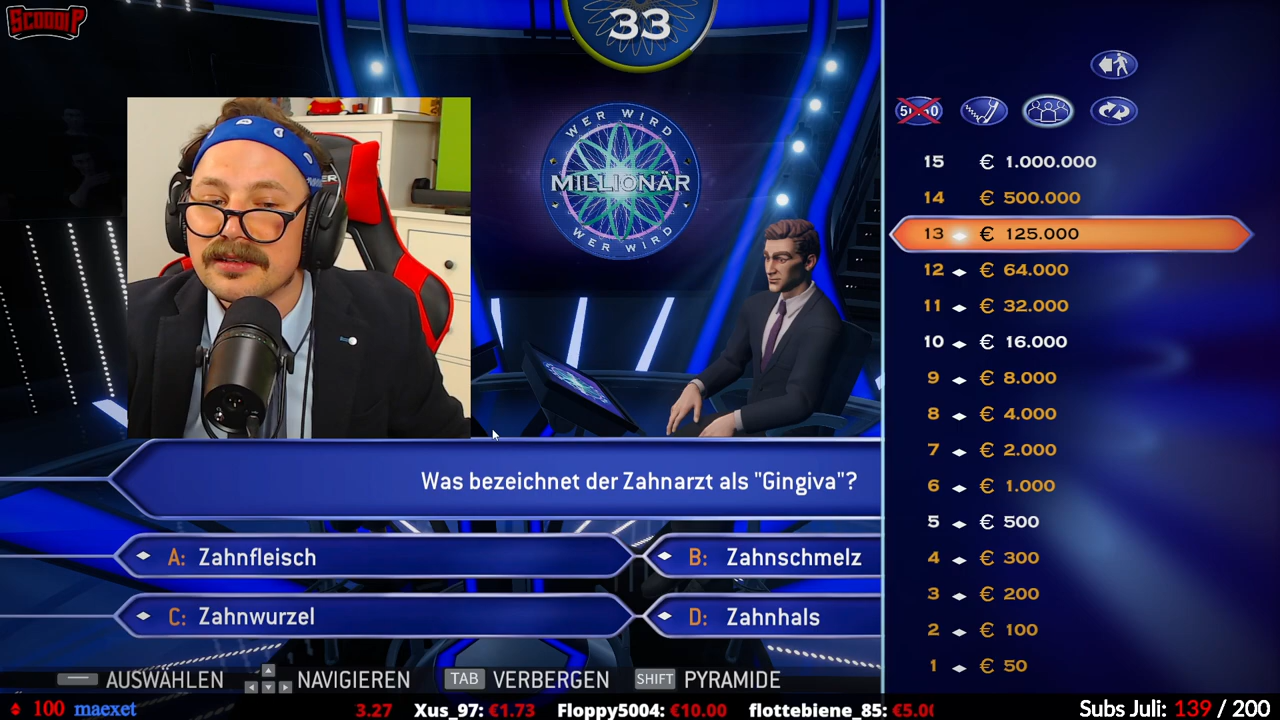 SCOOOIP
33
WER WIRD
MILLIONÄR
WER WIRD
50:50
15 € 1.000.000
14 € 500.000
13 € 125.000
12 € 64.000
11 € 32.000
10 € 16.000
9 € 8.000
8 € 4.000
7 € 2.000
6 € 1.000
5 € 500
4 € 300
3 € 200
2 € 100
1 € 50
Was bezeichnet der Zahnarzt als "Gingiva"?
A: Zahnfleisch
B: Zahnschmelz
C: Zahnwurzel
D: Zahnhals
AUSWÄHLEN NAVIGIEREN TAB VERBERGEN SHIFT PYRAMIDE
100 maexet 3.27 Xus_97: €1.73 Floppy5004: €10.00 flottebiene_85: €5.0 Subs Juli: 139 / 200